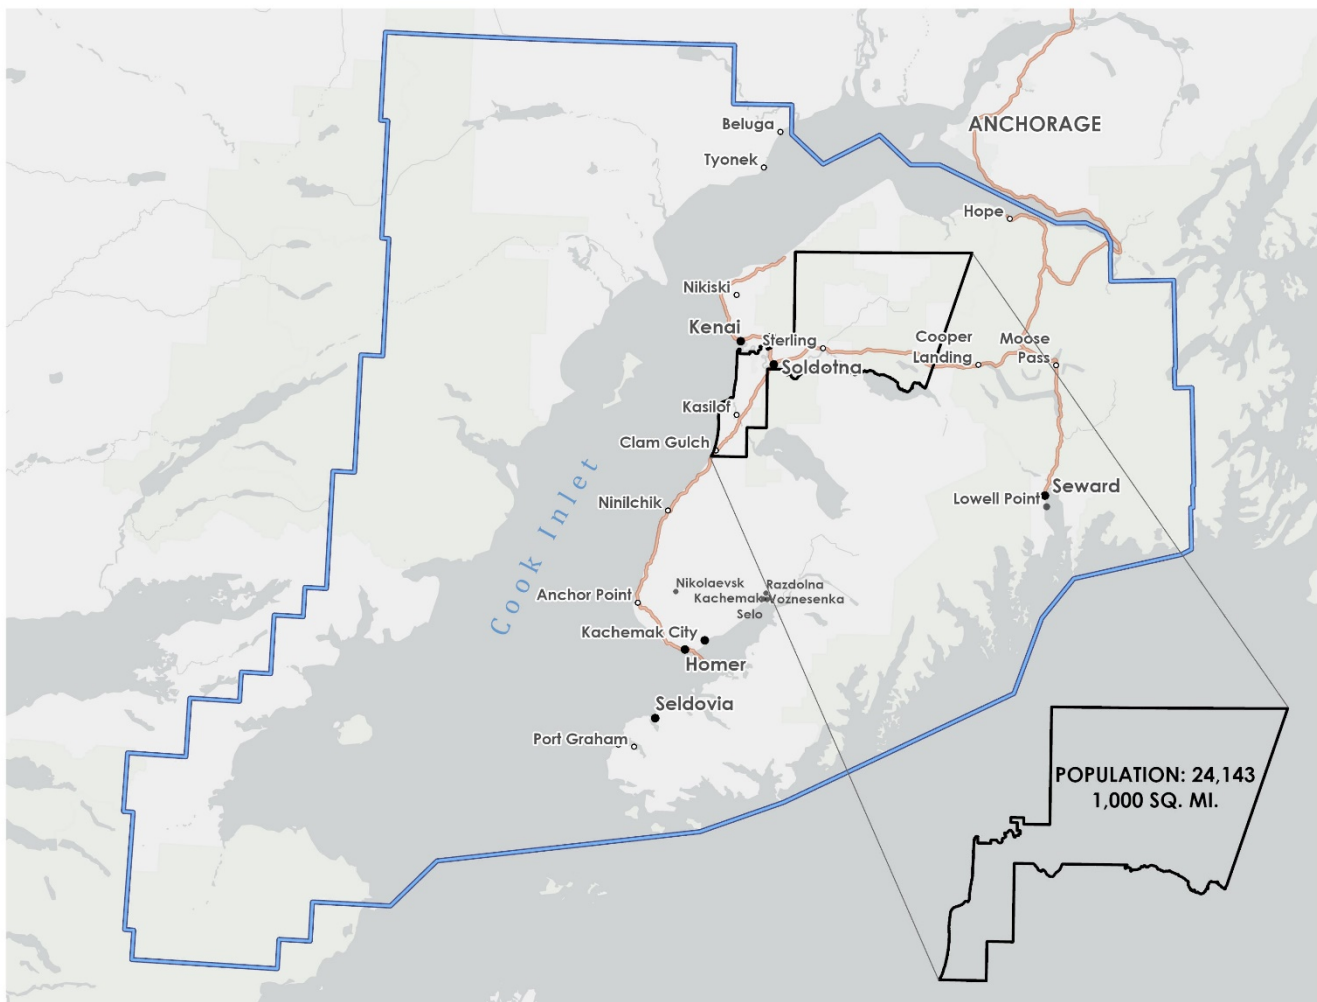 Beluga
ANCHORAGE
Tyonek
Hope
Nikiski
Kenai
Sterling
Cooper
Landing
Moose
Pass
Soldotna
Kasilof
Clam Gulch
Cook Inlet
Ninilchik
Seward
Lowell Point
Nikolaevsk
Razdolna
Kachemak
Voznesenka
Selo
Anchor Point
Kachemak City
Homer
Seldovia
Port Graham
POPULATION: 24,143
1,000 SQ. MI.